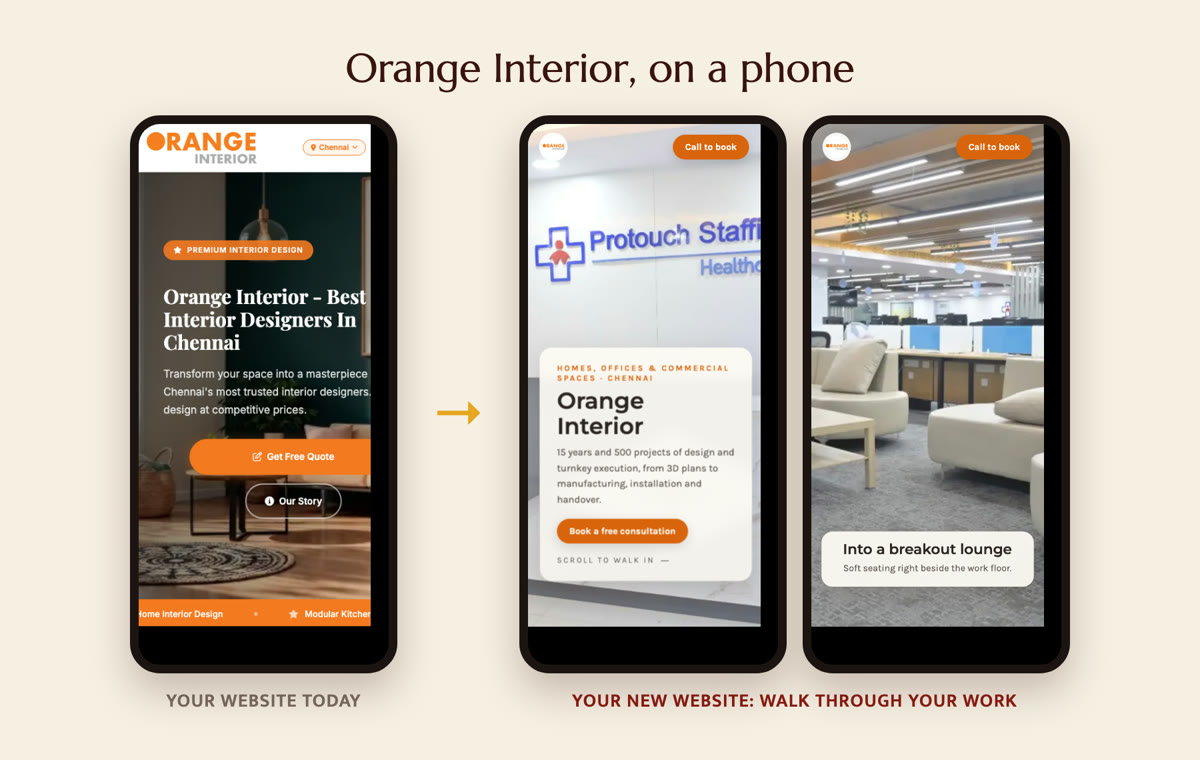 Orange Interior, on a phone
ORANGE
INTERIOR
Chennai
PREMIUM INTERIOR DESIGN
Orange Interior - Best
Interior Designers In
Chennai
Transform your space into a masterpiece
Chennai's most trusted interior designers.
design at competitive prices.
Get Free Quote
Our Story
Home Interior Design
Modular Kitchen
YOUR WEBSITE TODAY
ORANGE
Call to book
Protouch Staffi
Healthc
HOMES, OFFICES & COMMERCIAL
SPACES · CHENNAI
Orange
Interior
15 years and 500 projects of design and
turnkey execution, from 3D plans to
manufacturing, installation and
handover.
Book a free consultation
SCROLL TO WALK IN —
ORANGE
Call to book
Into a breakout lounge
Soft seating right beside the work floor.
YOUR NEW WEBSITE: WALK THROUGH YOUR WORK